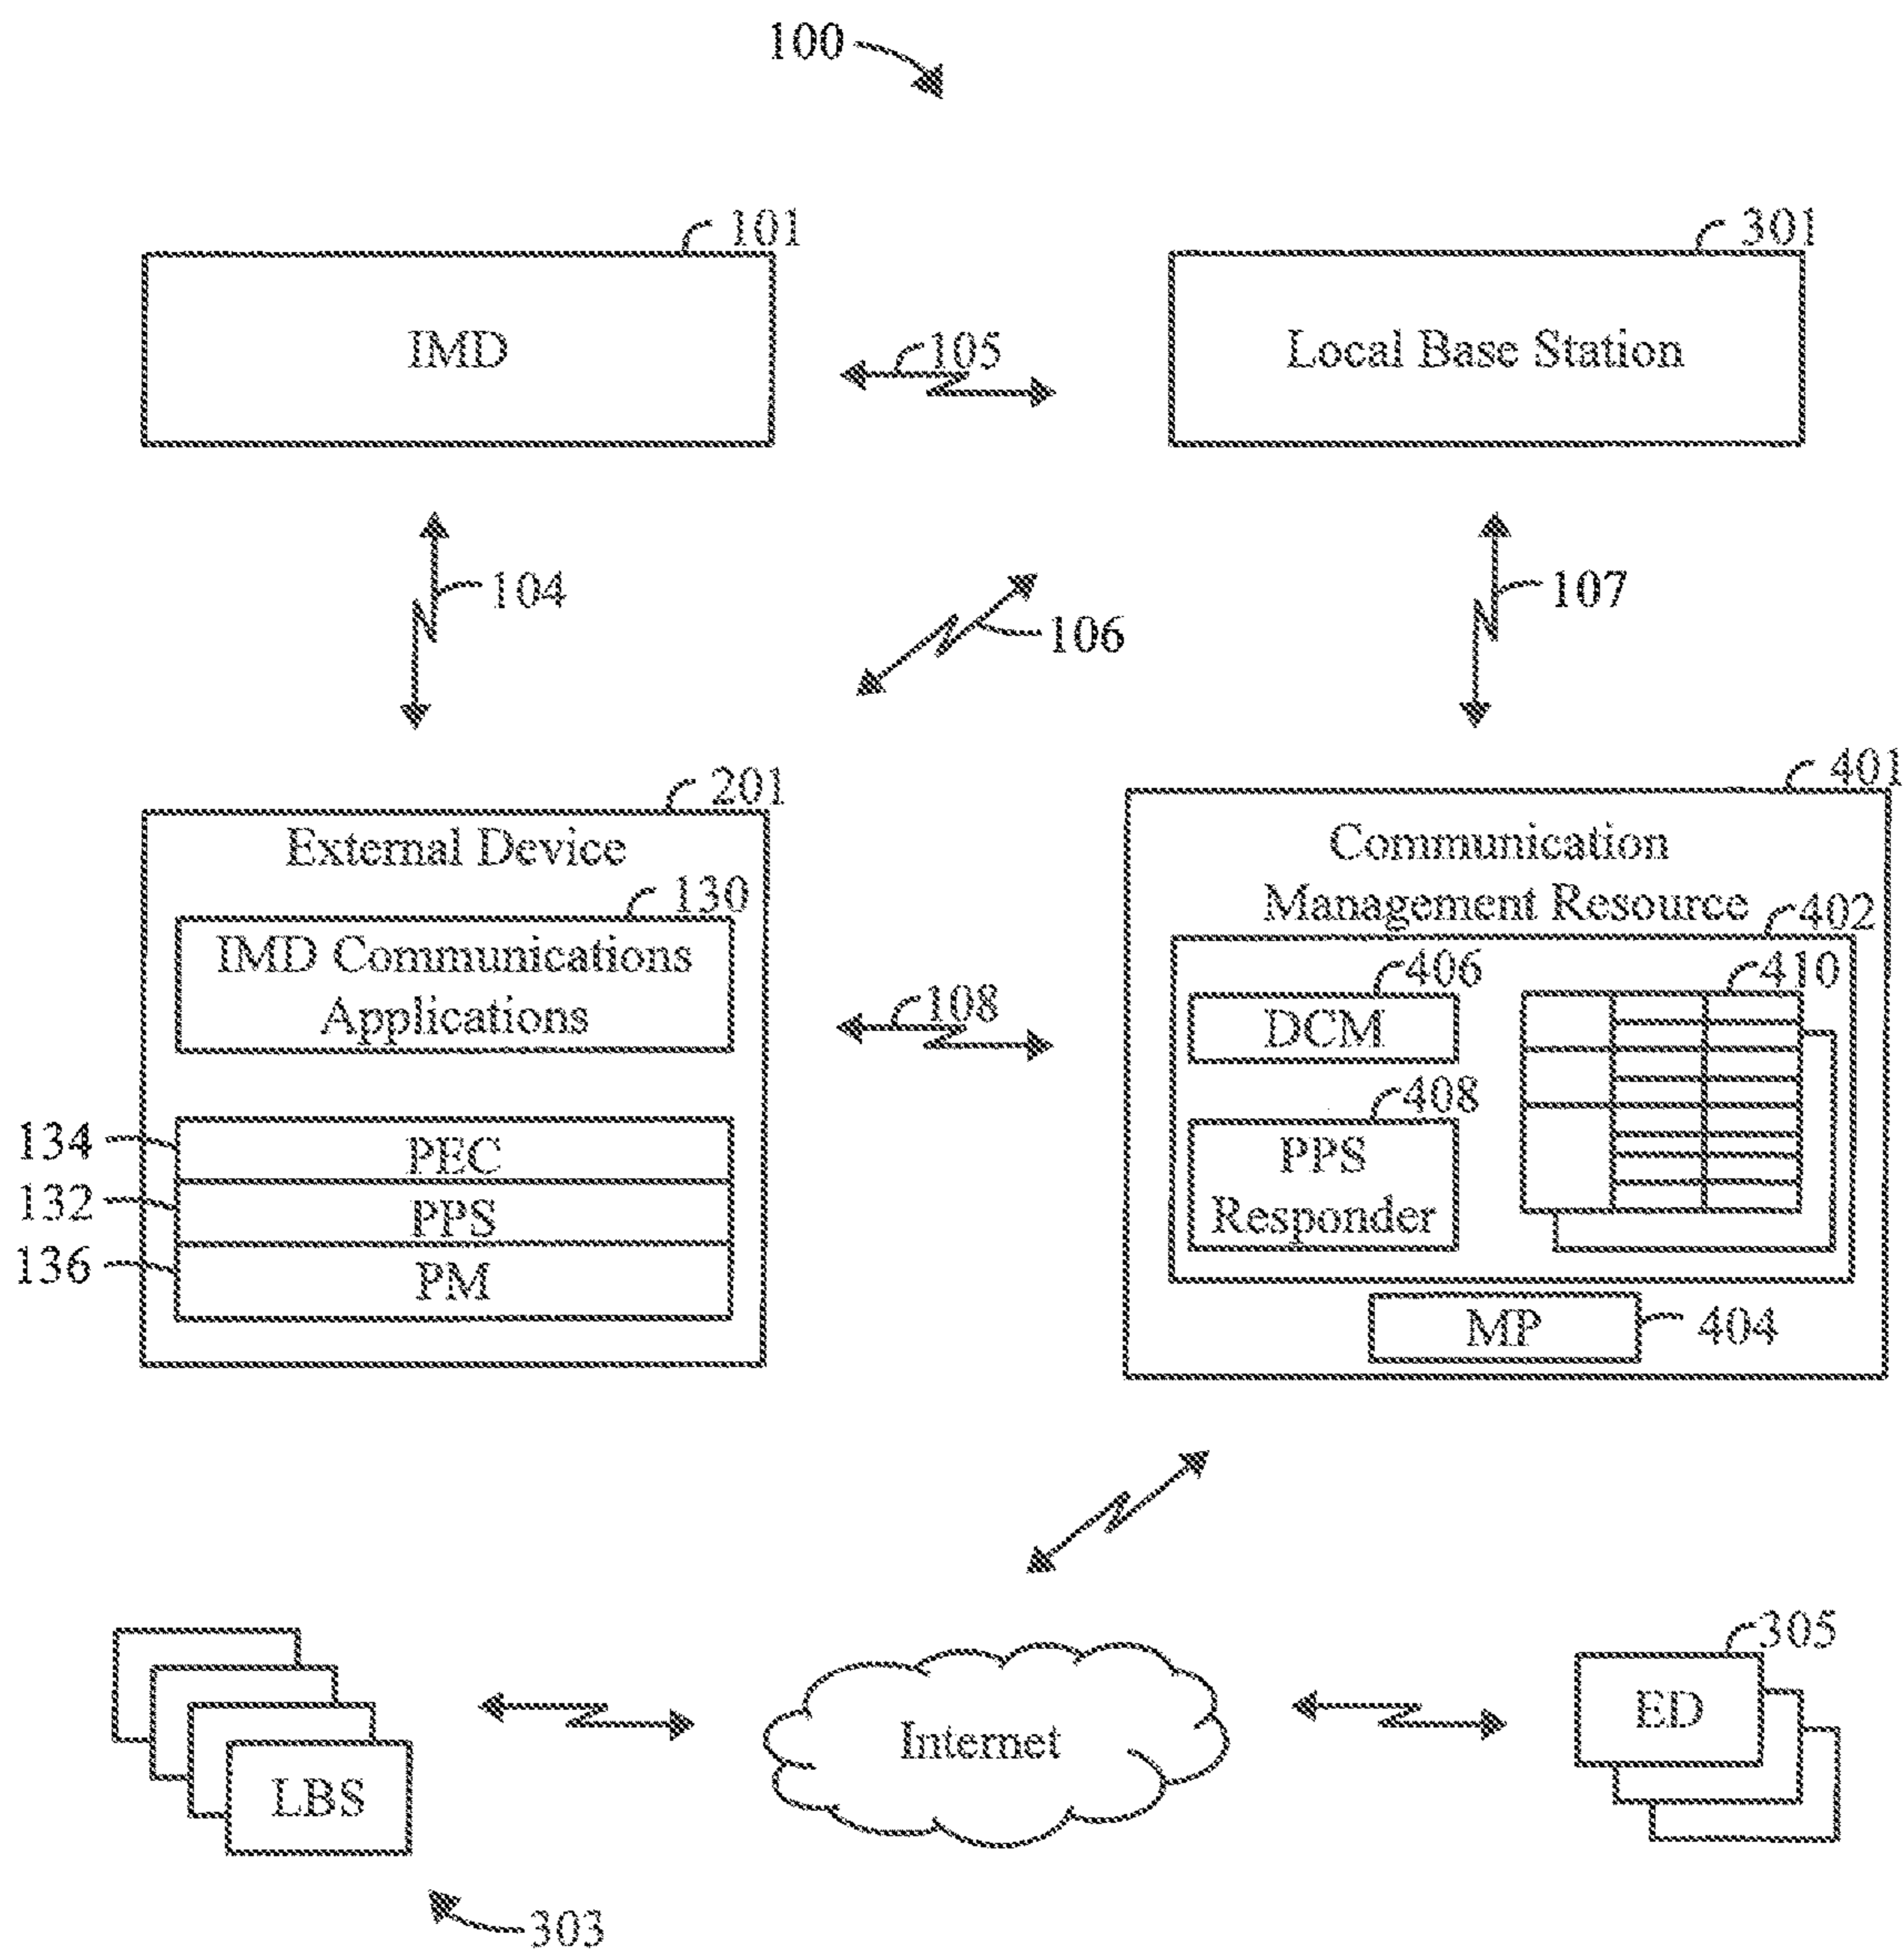 100
101
301
IMD
105
Local Base Station
104
106
107
201
401
External Device
Communication
Management Resource
130
402
IMD Communications
Applications
406
410
DCM
108
408
134
PEC
PPS
Responder
132
PPS
136
PM
MP
404
305
ED
Internet
LBS
303